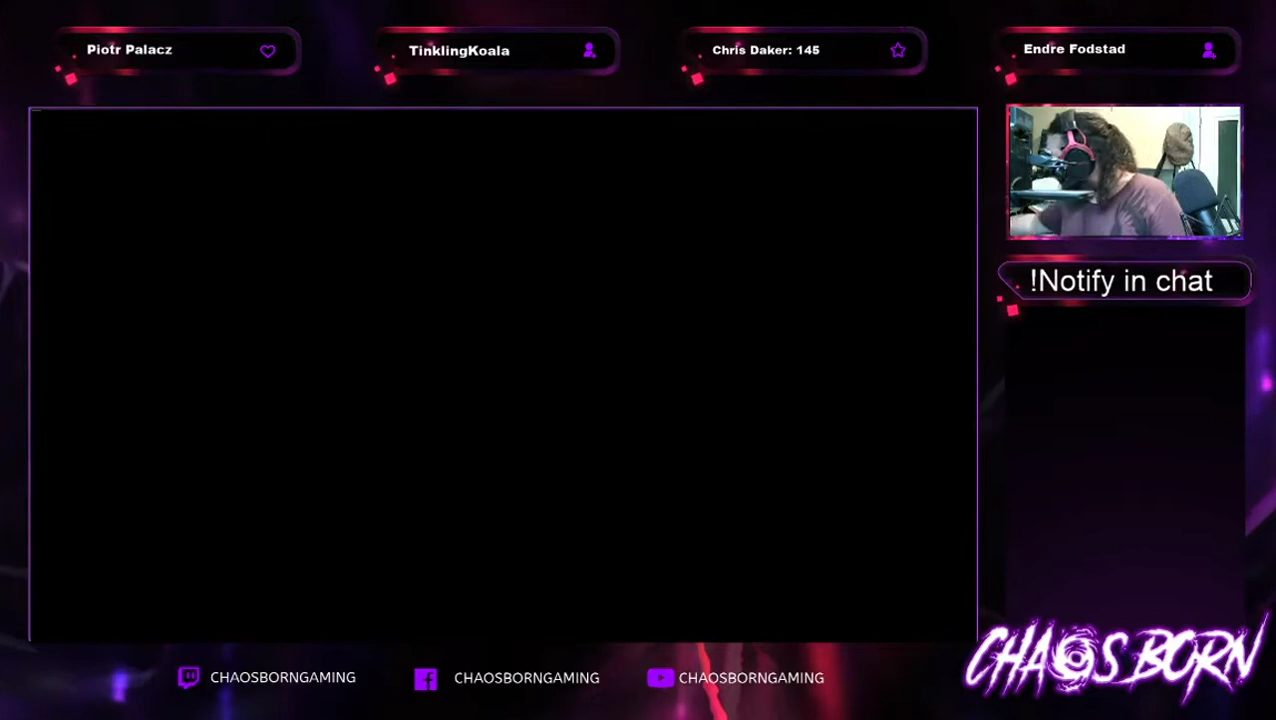 Piotr Palacz
TinklingKoala
Chris Daker: 145
Endre Fodstad
!Notify in chat
CHAOS BORN
CHAOSBORNGAMING
CHAOSBORNGAMING
CHAOSBORNGAMING